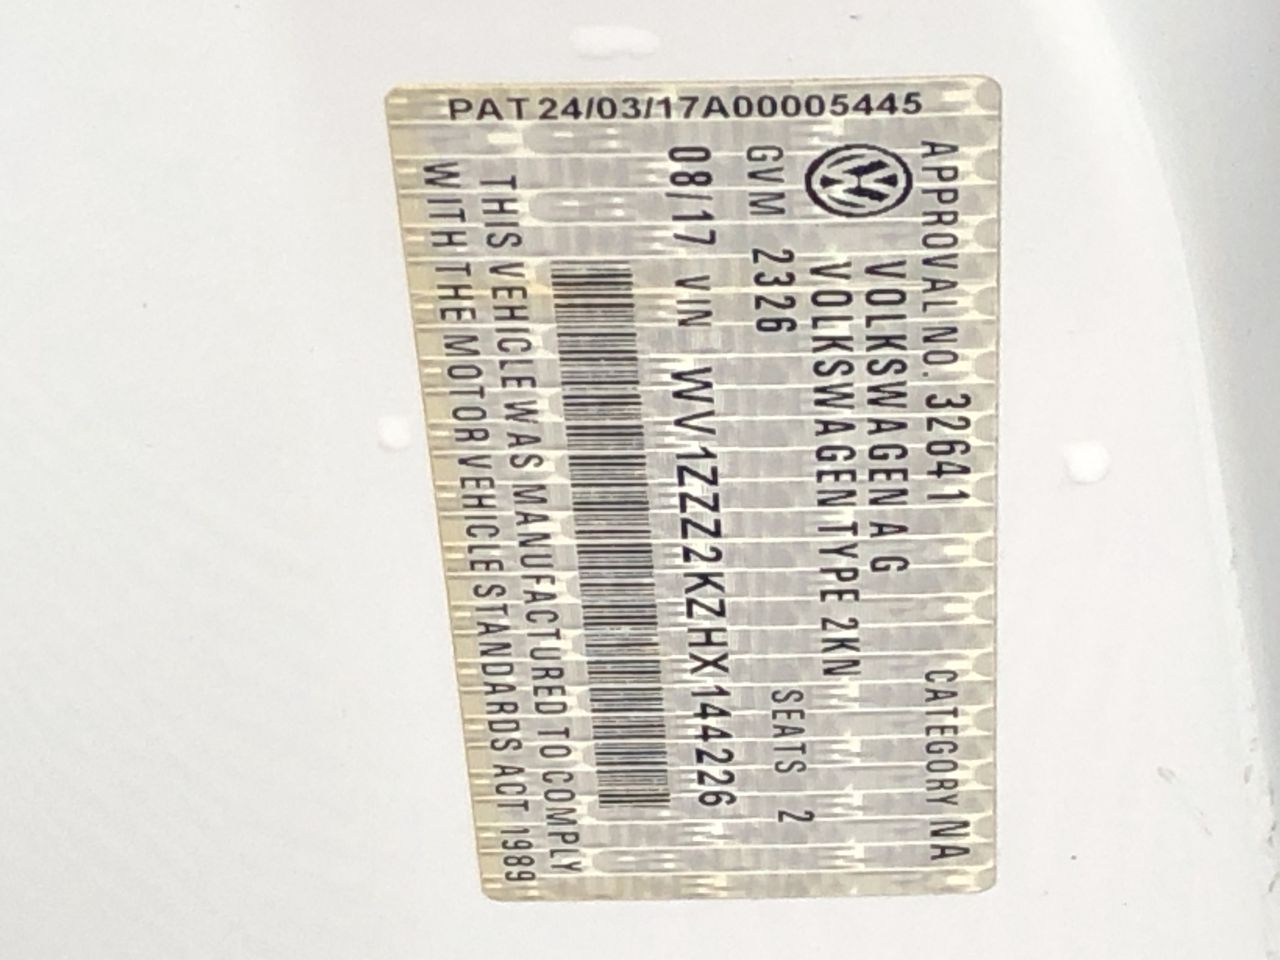 PAT 24/03/17A00005445
APPROVAL NO. 32641 CATEGORY NA
VOLKSWAGEN A G
VOLKSWAGEN TYPE 2KN
GVM 2326 SEATS 2
08/17 VIN WV1ZZZ2KZHX144226
THIS VEHICLE WAS MANUFACTURED TO COMPLY
WITH THE MOTOR VEHICLE STANDARDS ACT 1989